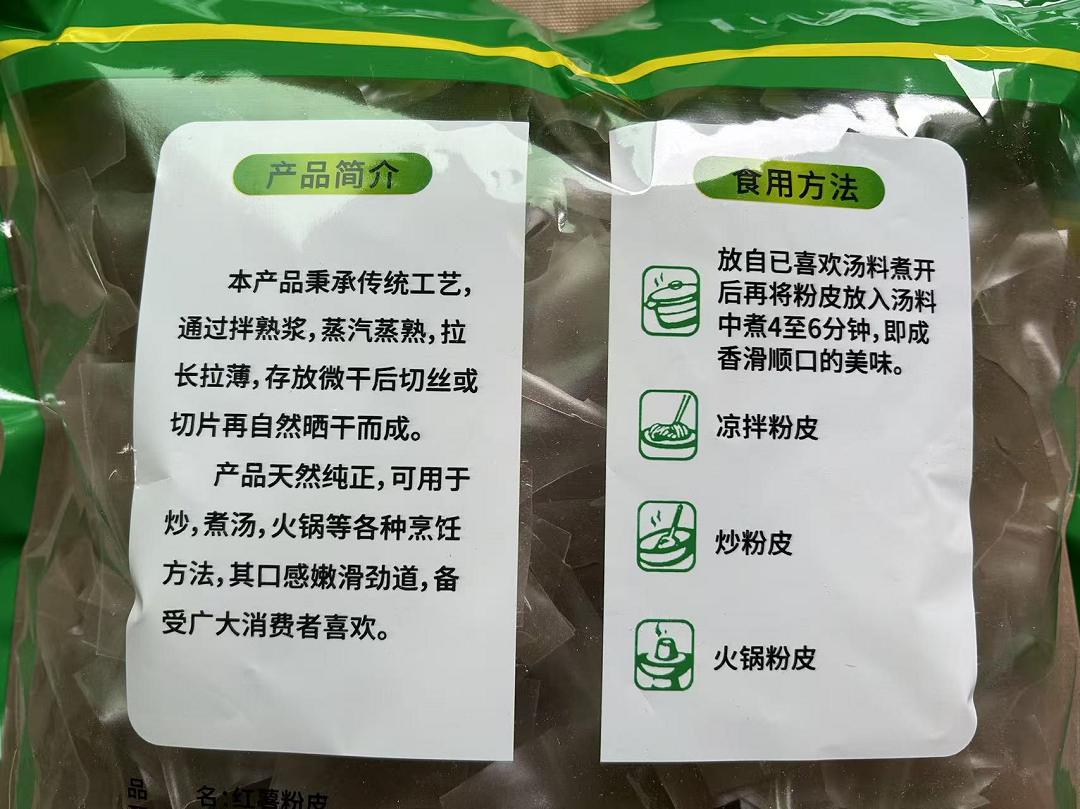 产品简介
本产品秉承传统工艺，
通过拌熟浆，蒸汽蒸熟，拉
长拉薄，存放微干后切丝或
切片再自然晒干而成。
产品天然纯正，可用于
炒，煮汤，火锅等各种烹饪
方法，其口感嫩滑劲道，备
受广大消费者喜欢。
食用方法
放自已喜欢汤料煮开
后再将粉皮放入汤料
中煮4至6分钟，即成
香滑顺口的美味。
凉拌粉皮
炒粉皮
火锅粉皮
品 名：红薯粉皮